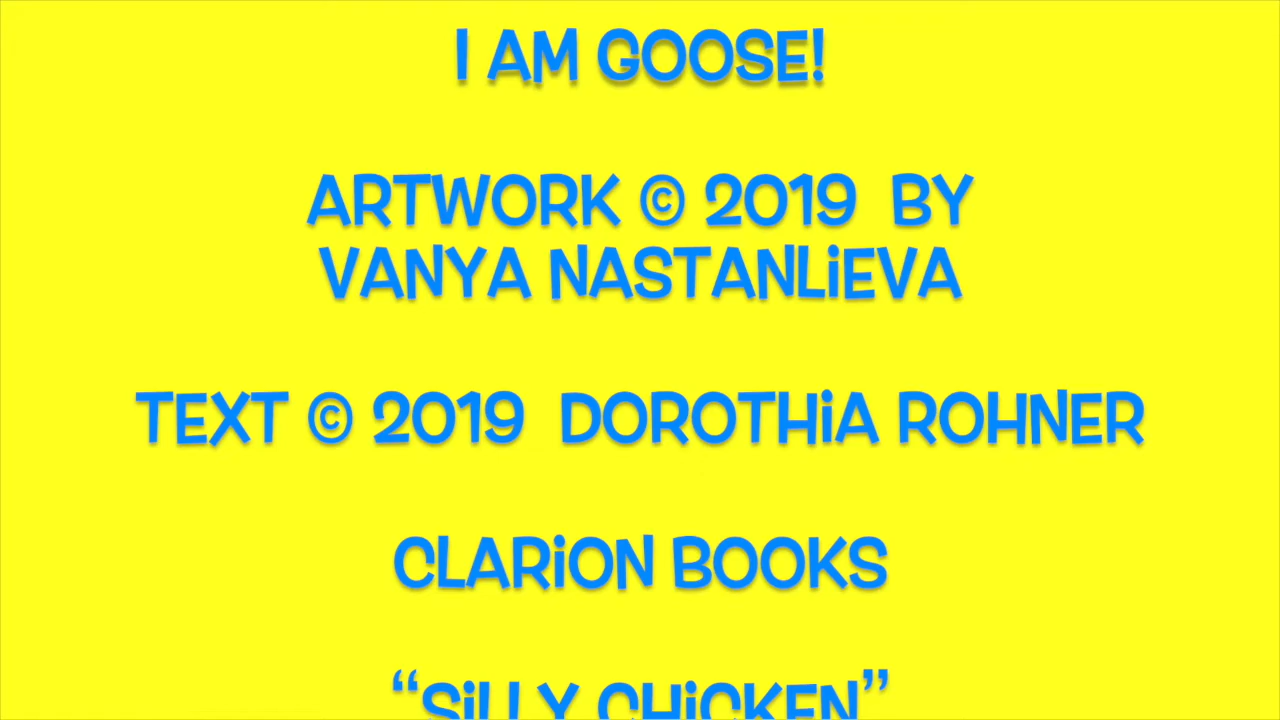 I AM GOOSE!
ARTWORK © 2019 BY
VANYA NASTANLiEVA
TEXT © 2019 DOROTHiA ROHNER
CLARiON BOOKS
“SiLLY CHiCKEN”